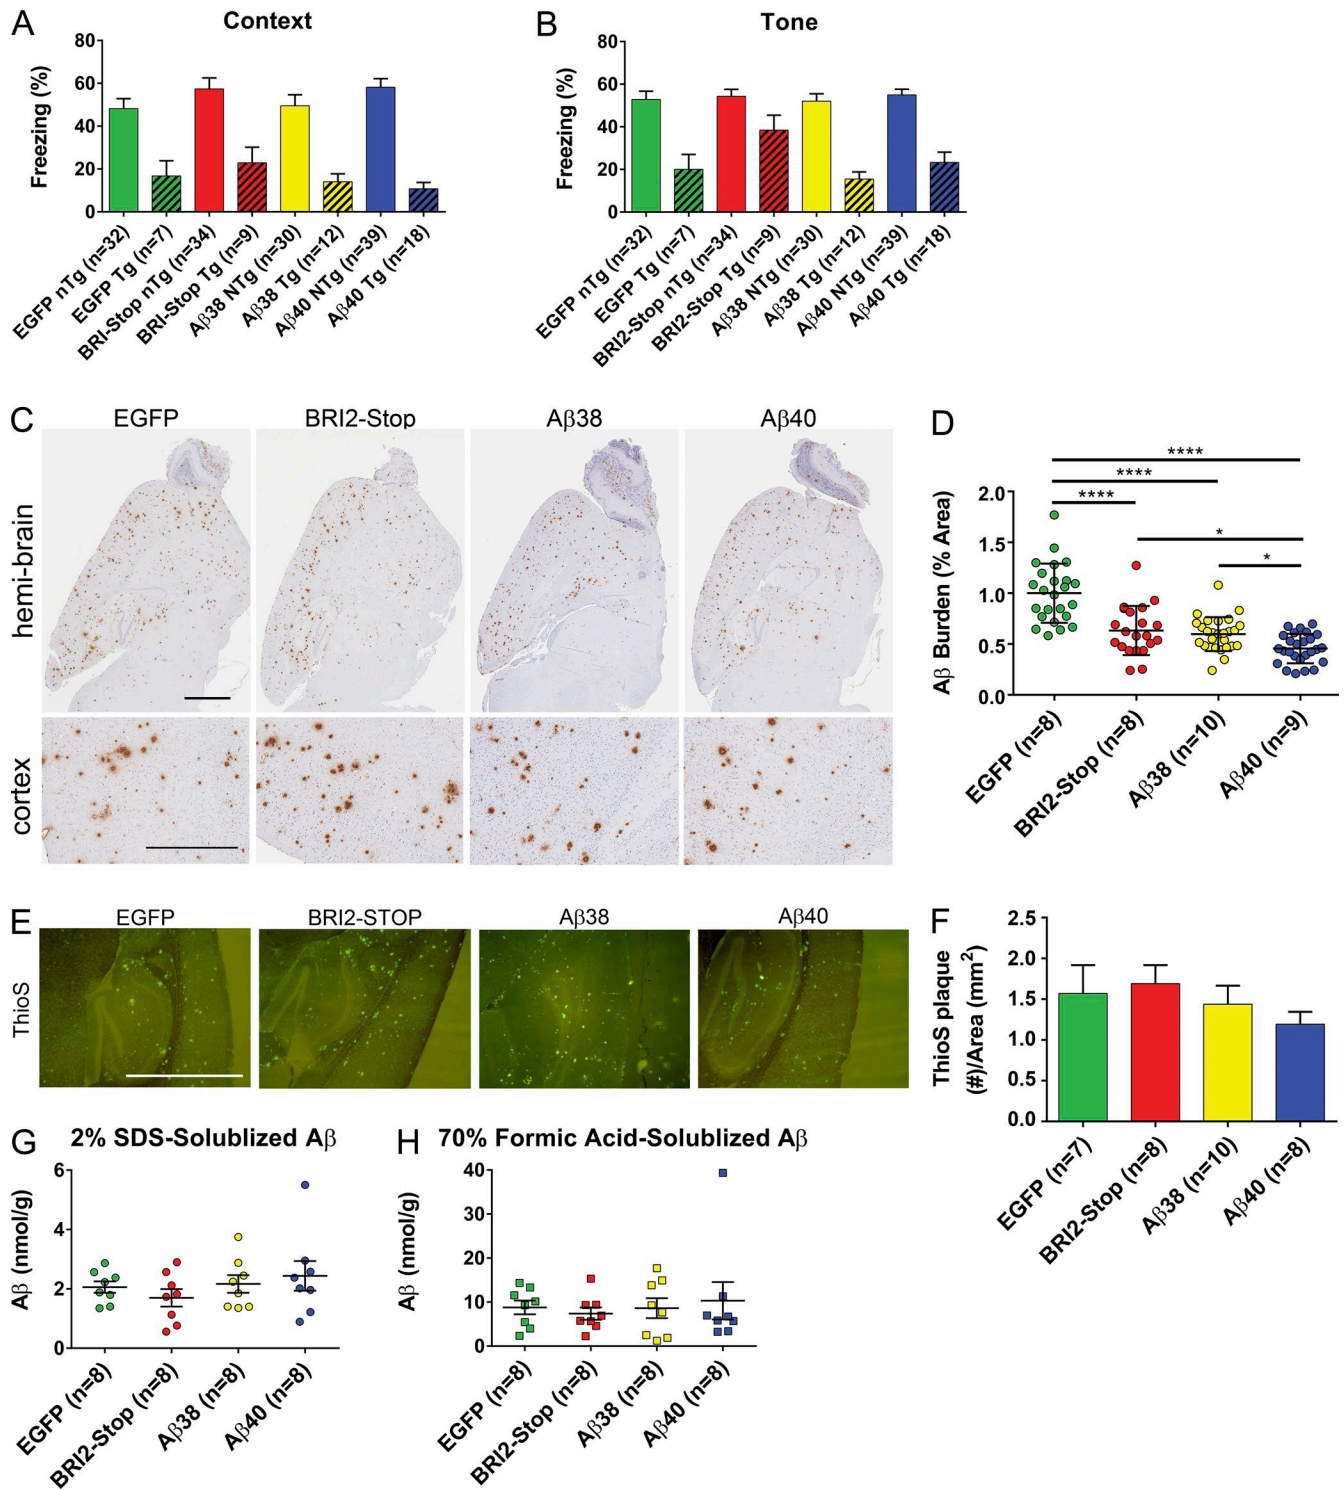 A
Context
Freezing (%)
80
60
40
20
0
EGFP nTg (n=32)
EGFP Tg (n=7)
BRI-Stop nTg (n=34)
BRI-Stop Tg (n=9)
Aβ38 NTg (n=30)
Aβ38 Tg (n=12)
Aβ40 NTg (n=39)
Aβ40 Tg (n=18)
B
Tone
Freezing (%)
80
60
40
20
0
EGFP nTg (n=32)
EGFP Tg (n=7)
BRI2-Stop nTg (n=34)
BRI2-Stop Tg (n=9)
Aβ38 NTg (n=30)
Aβ38 Tg (n=12)
Aβ40 NTg (n=39)
Aβ40 Tg (n=18)
C
EGFP
BRI2-Stop
Aβ38
Aβ40
hemi-brain
cortex
D
****
****
****
*
*
Aβ Burden (% Area)
2.0
1.5
1.0
0.5
0.0
EGFP (n=8)
BRI2-Stop (n=8)
Aβ38 (n=10)
Aβ40 (n=9)
E
EGFP
BRI2-STOP
Aβ38
Aβ40
ThioS
F
ThioS plaque
(#)/Area (mm2)
2.5
2.0
1.5
1.0
0.5
0.0
EGFP (n=7)
BRI2-Stop (n=8)
Aβ38 (n=10)
Aβ40 (n=8)
G
2% SDS-Solublized Aβ
Aβ (nmol/g)
6
4
2
0
EGFP (n=8)
BRI2-Stop (n=8)
Aβ38 (n=8)
Aβ40 (n=8)
H
70% Formic Acid-Solublized Aβ
Aβ (nmol/g)
40
30
20
10
0
EGFP (n=8)
BRI2-Stop (n=8)
Aβ38 (n=8)
Aβ40 (n=8)